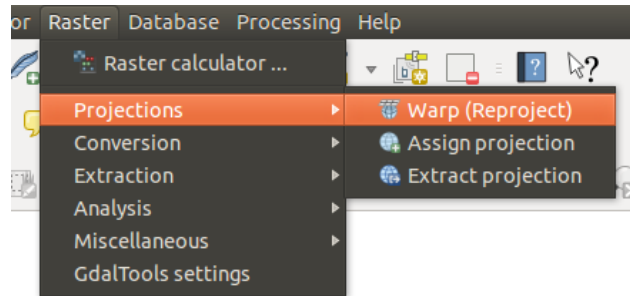 or Raster Database Processing Help
Raster calculator ...
Projections
Warp (Reproject)
Conversion
Assign projection
Extraction
Extract projection
Analysis
Miscellaneous
GdalTools settings